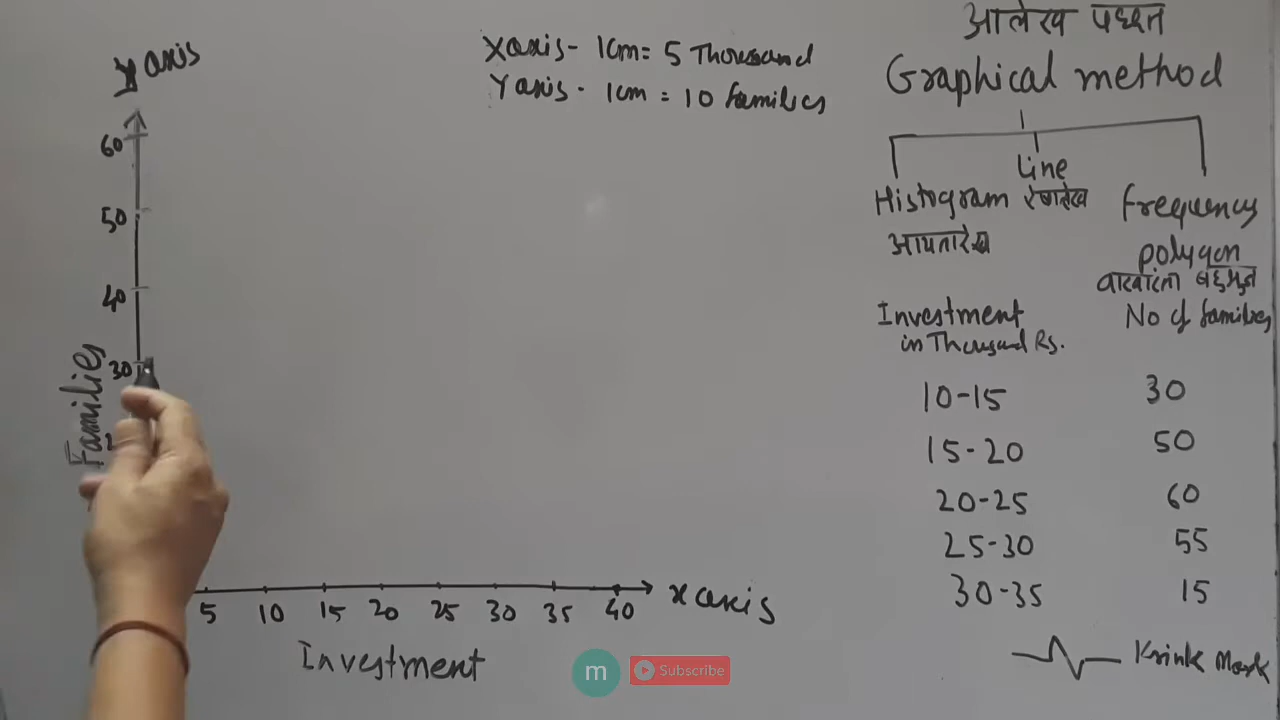 आलेख पध्दत
Graphical method
Histogram
आयतालेख
Line
रेषालेख
Frequency
polygon
बहुभुज
X axis - 1cm = 5 Thousand
Y axis - 1cm = 10 families
Y axis
60
50
40
30
Families
5 10 15 20 25 30 35 40
x axis
Investment
Investment
in Thousand Rs.
No of families
10-15 30
15-20 50
20-25 60
25-30 55
30-35 15
Krink Mark
m
Subscribe